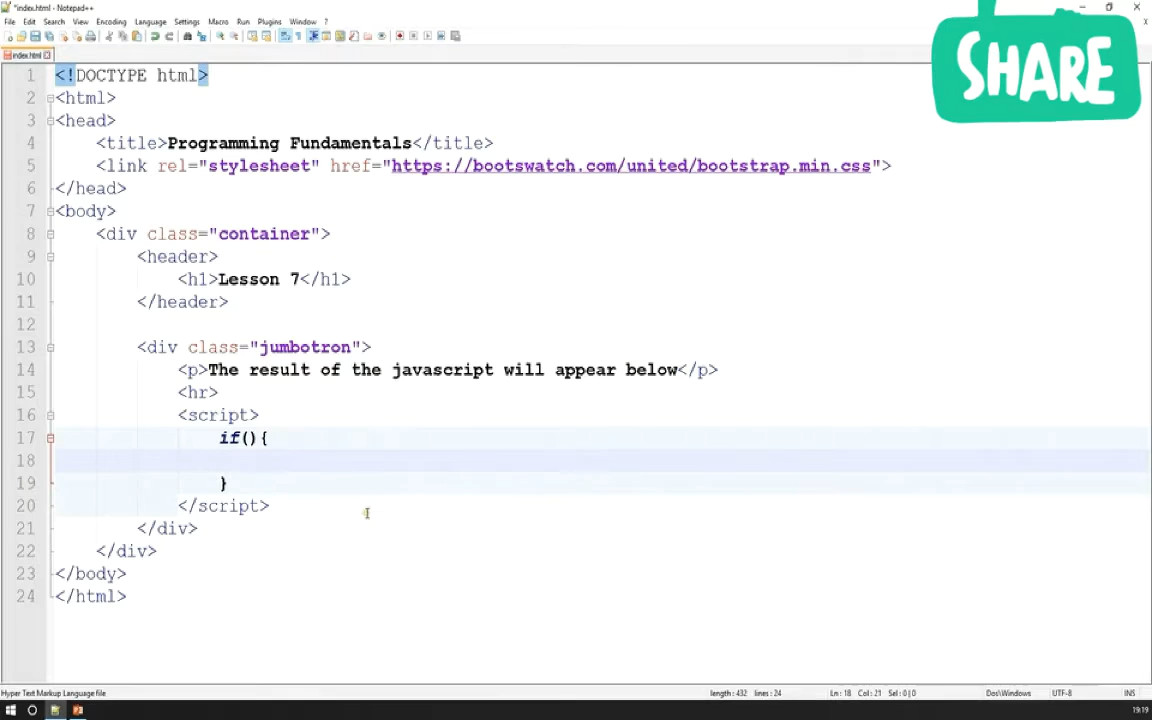 *index.html - Notepad++
File Edit Search View Encoding Language Settings Macro Run Plugins Window ?
index.html
SHARE
1 <!DOCTYPE html>
2 <html>
3 <head>
4 <title>Programming Fundamentals</title>
5 <link rel="stylesheet" href="https://bootswatch.com/united/bootstrap.min.css">
6 </head>
7 <body>
8 <div class="container">
9 <header>
10 <h1>Lesson 7</h1>
11 </header>
12
13 <div class="jumbotron">
14 <p>The result of the javascript will appear below</p>
15 <hr>
16 <script>
17 if(){
18
19 }
20 </script>
21 </div>
22 </div>
23 </body>
24 </html>
Hyper Text Markup Language file length : 432 lines : 24 Ln : 18 Col : 21 Sel : 0 | 0 Dos\Windows UTF-8 INS
19:19